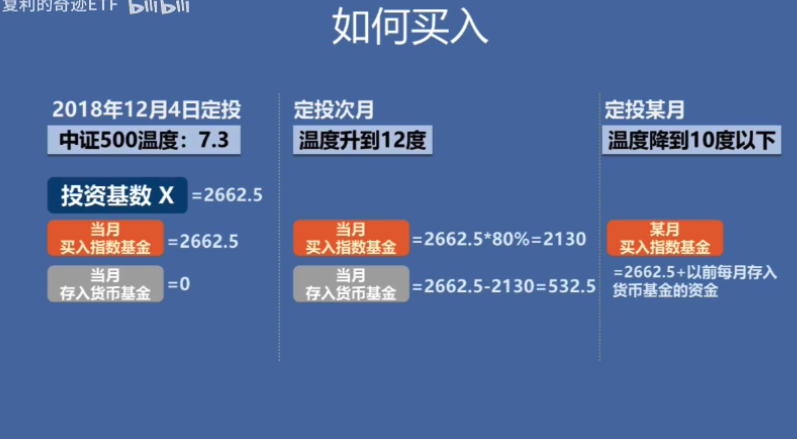 复利的奇迹ETF bilibili
如何买入
2018年12月4日定投
中证500温度：7.3
投资基数 X =2662.5
当月
买入指数基金 =2662.5
当月
存入货币基金 =0
定投次月
温度升到12度
当月
买入指数基金 =2662.5*80%=2130
当月
存入货币基金 =2662.5-2130=532.5
定投某月
温度降到10度以下
某月
买入指数基金
=2662.5+以前每月存入
货币基金的资金